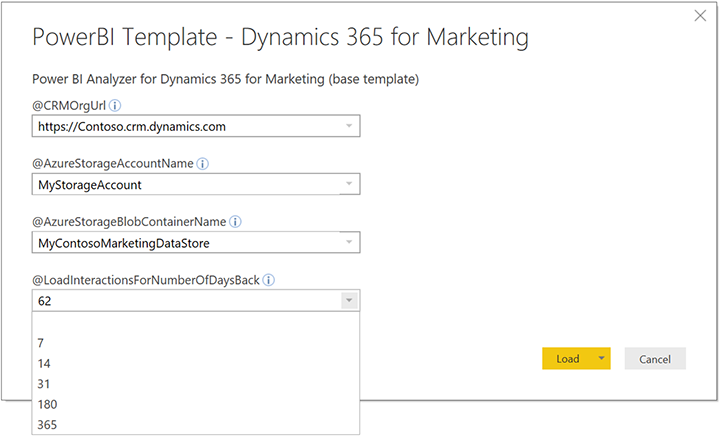 PowerBI Template - Dynamics 365 for Marketing
Power BI Analyzer for Dynamics 365 for Marketing (base template)
@CRMOrgUrl
https://Contoso.crm.dynamics.com
@AzureStorageAccountName
MyStorageAccount
@AzureStorageBlobContainerName
MyContosoMarketingDataStore
@LoadInteractionsForNumberOfDaysBack
62
7
14
31
180
365
Load
Cancel